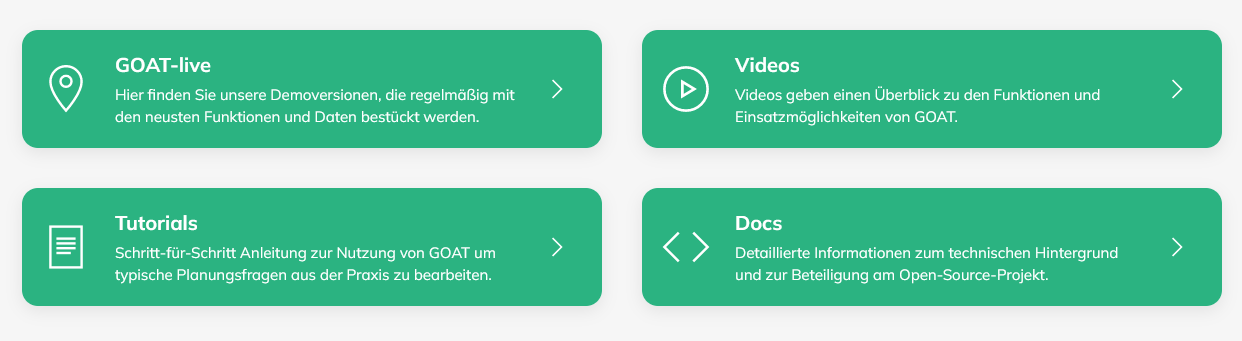 GOAT-live
Hier finden Sie unsere Demoversionen, die regelmäßig mit
den neusten Funktionen und Daten bestückt werden.
Videos
Videos geben einen Überblick zu den Funktionen und
Einsatzmöglichkeiten von GOAT.
Tutorials
Schritt-für-Schritt Anleitung zur Nutzung von GOAT um
typische Planungsfragen aus der Praxis zu bearbeiten.
Docs
Detaillierte Informationen zum technischen Hintergrund
und zur Beteiligung am Open-Source-Projekt.